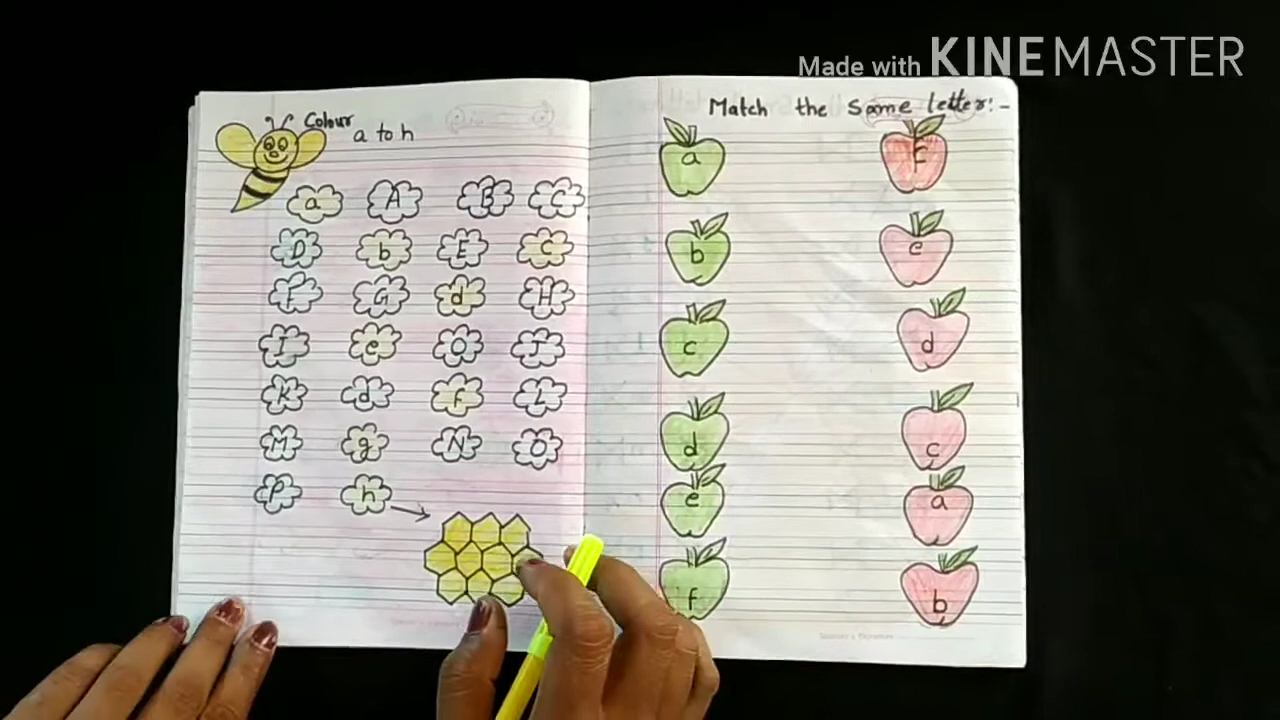 Made with KINEMASTER
Colour
a to h
a A B C
D b E c
F G d H
I e O J
K d f L
M g N O
P h
Match the Same letter:-
a f
b e
c d
d c
e a
f b